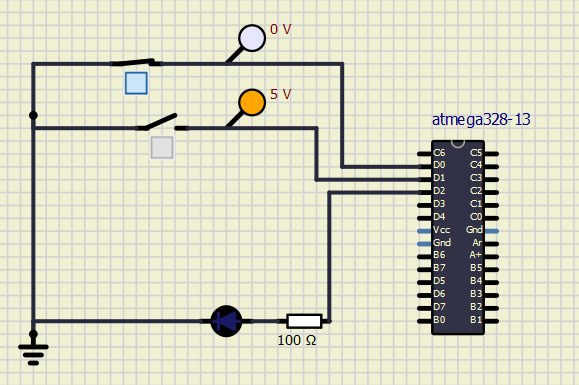 0 V
5 V
atmega328-13
C6 C5
D0 C4
D1 C3
D2 C2
D3 C1
D4 C0
Vcc Gnd
Gnd Ar
B6 A+
B7 B5
D5 B4
D6 B3
D7 B2
B0 B1
100 Ω